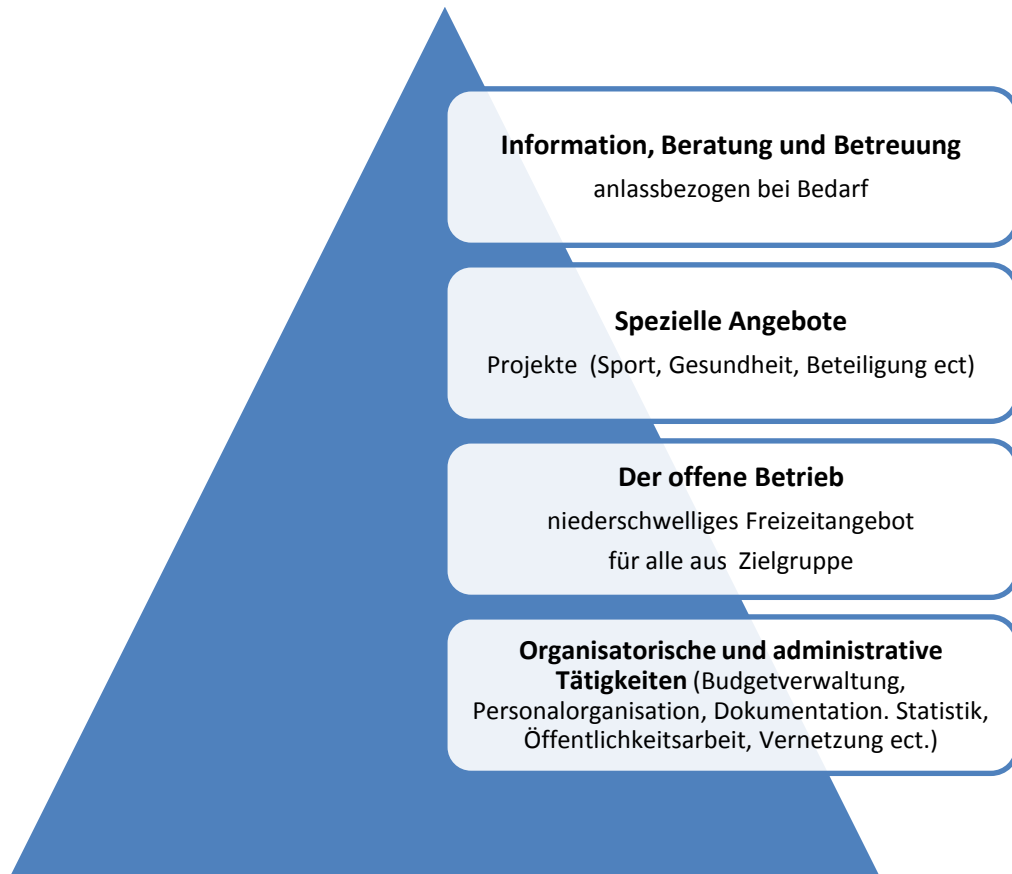 Information, Beratung und Betreuung
anlassbezogen bei Bedarf
Spezielle Angebote
Projekte (Sport, Gesundheit, Beteiligung ect)
Der offene Betrieb
niederschwelliges Freizeitangebot
für alle aus Zielgruppe
Organisatorische und administrative
Tätigkeiten (Budgetverwaltung,
Personalorganisation, Dokumentation. Statistik,
Öffentlichkeitsarbeit, Vernetzung ect.)